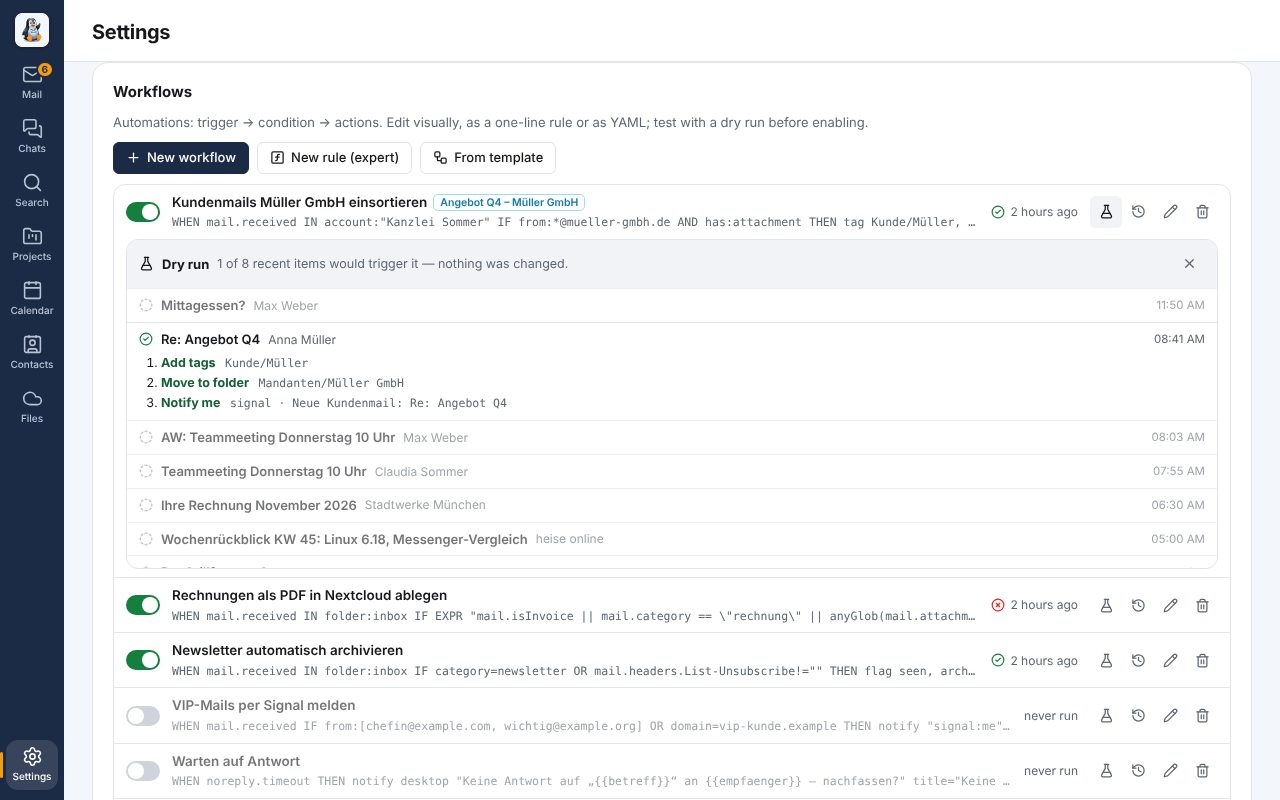 Settings
6
Mail
Chats
Search
Projects
Calendar
Contacts
Files
Settings
Workflows
Automations: trigger → condition → actions. Edit visually, as a one-line rule or as YAML; test with a dry run before enabling.
+ New workflow
New rule (expert)
From template
Kundenmails Müller GmbH einsortieren Angebot Q4 – Müller GmbH
WHEN mail.received IN account:"Kanzlei Sommer" IF from:*@mueller-gmbh.de AND has:attachment THEN tag Kunde/Müller, …
2 hours ago
Dry run 1 of 8 recent items would trigger it — nothing was changed.
Mittagessen? Max Weber 11:50 AM
Re: Angebot Q4 Anna Müller 08:41 AM
1. Add tags Kunde/Müller
2. Move to folder Mandanten/Müller GmbH
3. Notify me signal · Neue Kundenmail: Re: Angebot Q4
AW: Teammeeting Donnerstag 10 Uhr Max Weber 08:03 AM
Teammeeting Donnerstag 10 Uhr Claudia Sommer 07:55 AM
Ihre Rechnung November 2026 Stadtwerke München 06:30 AM
Wochenrückblick KW 45: Linux 6.18, Messenger-Vergleich heise online 05:00 AM
Rechnungen als PDF in Nextcloud ablegen
WHEN mail.received IN folder:inbox IF EXPR "mail.isInvoice || mail.category == \"rechnung\" || anyGlob(mail.attachm…
2 hours ago
Newsletter automatisch archivieren
WHEN mail.received IN folder:inbox IF category=newsletter OR mail.headers.List-Unsubscribe!="" THEN flag seen, arch…
2 hours ago
VIP-Mails per Signal melden
WHEN mail.received IF from:[chefin@example.com, wichtig@example.org] OR domain=vip-kunde.example THEN notify "signal:me"…
never run
Warten auf Antwort
WHEN noreply.timeout THEN notify desktop "Keine Antwort auf „{{betreff}}“ an {{empfaenger}} – nachfassen?" title="Keine …
never run